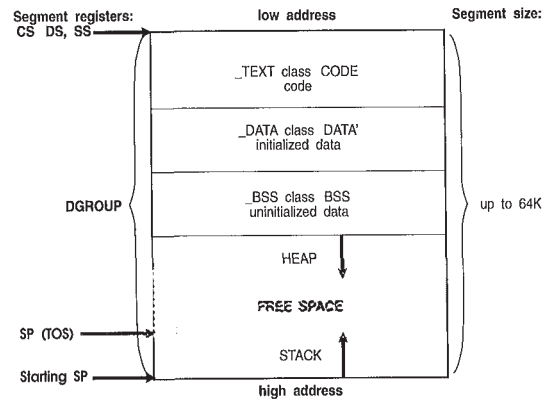 Segment registers:
CS DS, SS
low address
Segment size:
_TEXT class CODE
code
_DATA class DATA'
initialized data
_BSS class BSS
uninitialized data
DGROUP
up to 64K
HEAP
FREE SPACE
SP (TOS)
STACK
Starting SP
high address